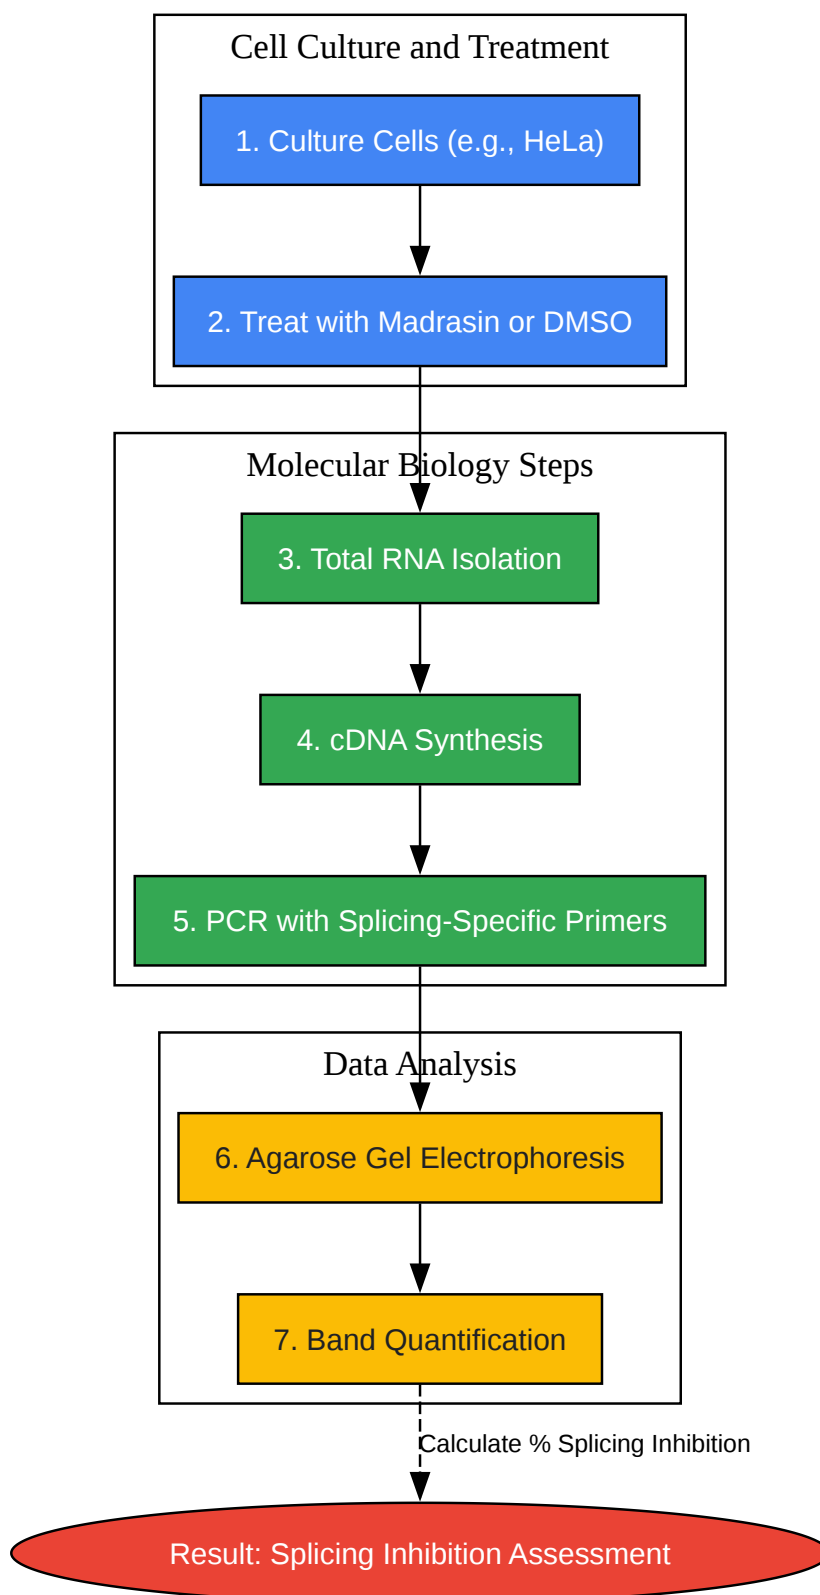 Cell Culture and Treatment
1. Culture Cells (e.g., HeLa)
2. Treat with Madrasin or DMSO
Molecular Biology Steps
3. Total RNA Isolation
4. cDNA Synthesis
5. PCR with Splicing-Specific Primers
Data Analysis
6. Agarose Gel Electrophoresis
7. Band Quantification
Calculate % Splicing Inhibition
Result: Splicing Inhibition Assessment